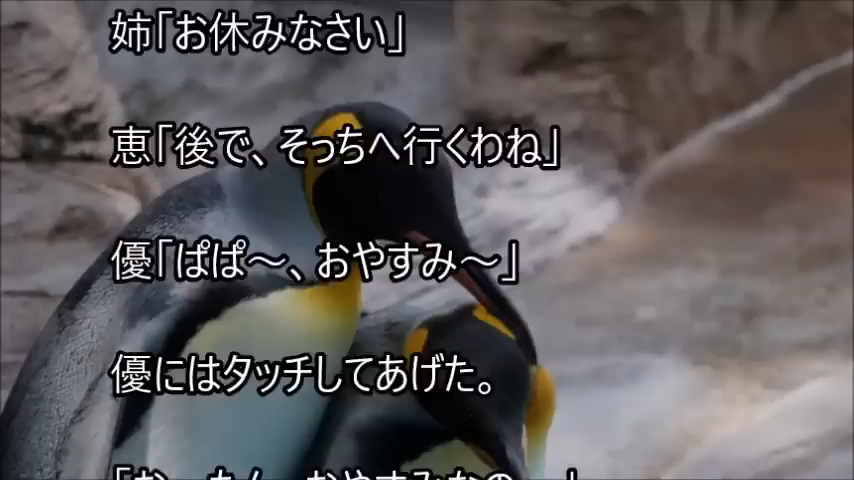 姉「お休みなさい」
恵「後で、そっちへ行くわね」
優「ぱぱ～、おやすみ～」
優にはタッチしてあげた。